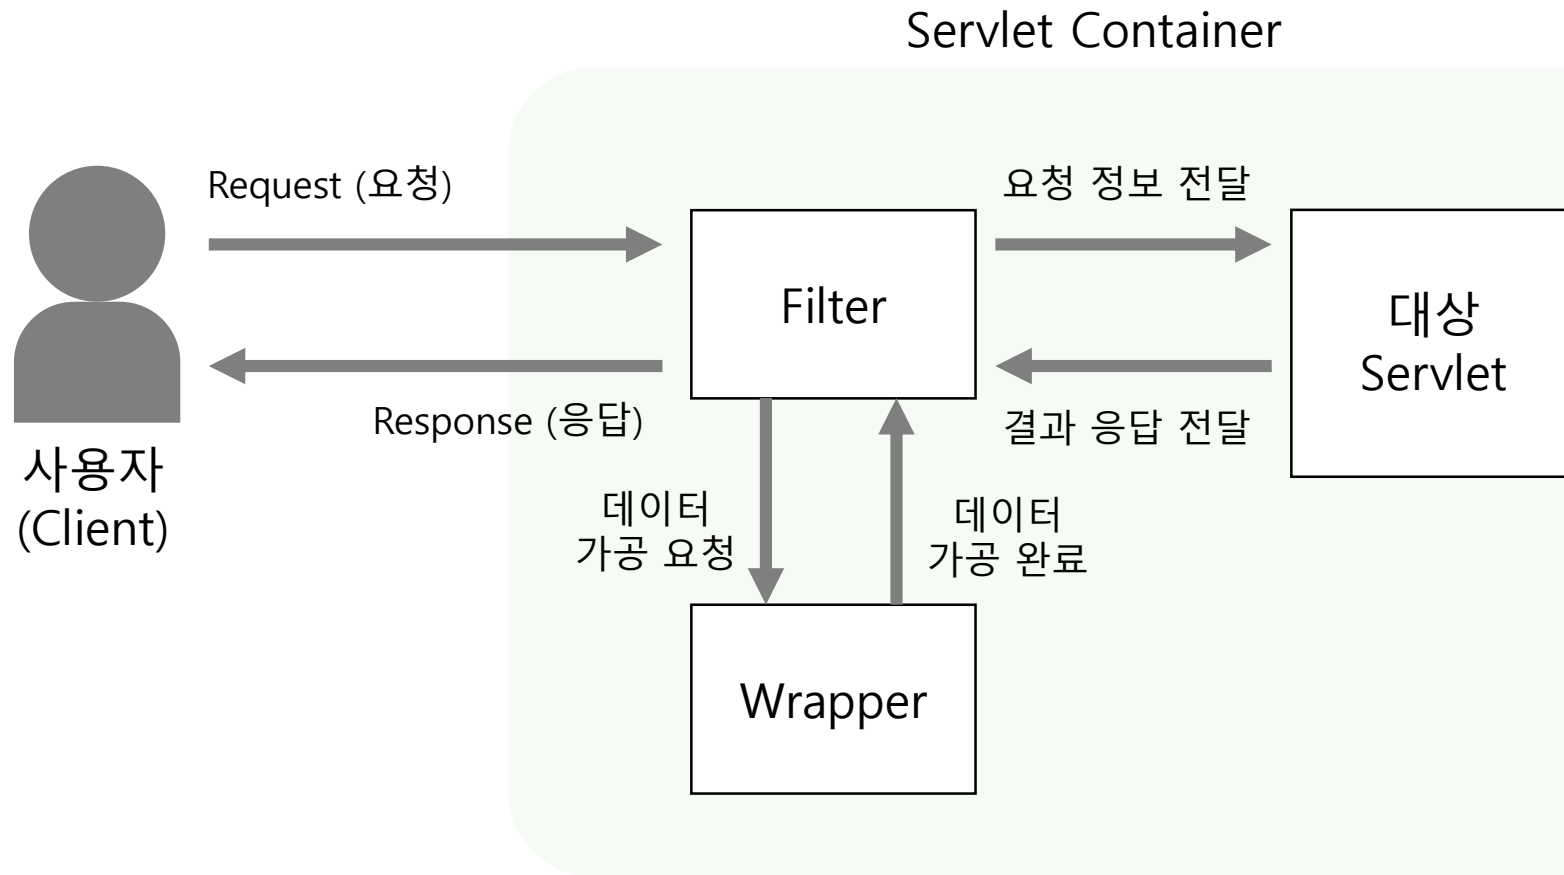 Servlet Container
Request (요청)
요청 정보 전달
Filter
대상
Servlet
Response (응답)
결과 응답 전달
사용자
(Client)
데이터
가공 요청
데이터
가공 완료
Wrapper